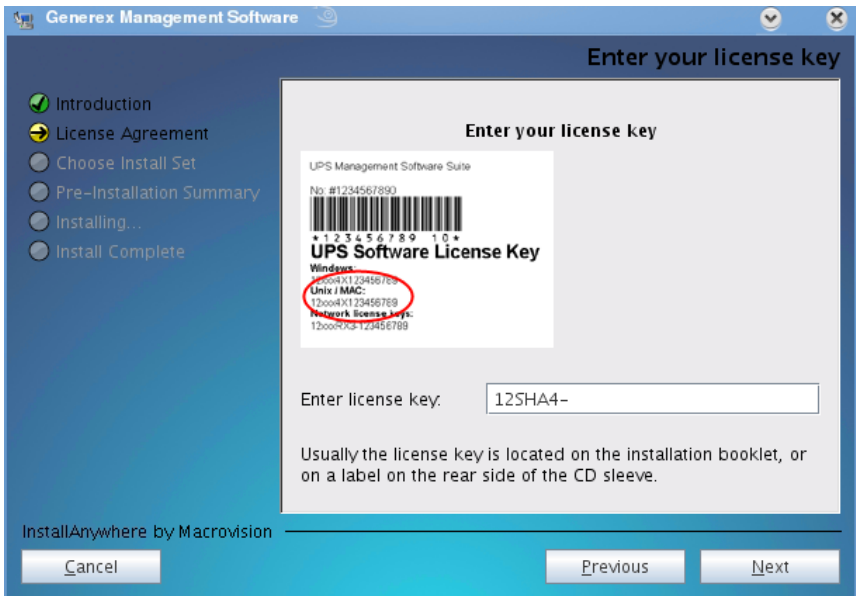 Generex Management Software
Enter your license key
Introduction
License Agreement
Choose Install Set
Pre-Installation Summary
Installing...
Install Complete
Enter your license key
UPS Management Software Suite
No: #1234567890
*123456789 10*
UPS Software License Key
Windows:
12xxx4X123456789
Unix / MAC:
12xxx4X123456789
Network license keys:
12xxxRX3-123456789
Enter license key:
12SHA4-
Usually the license key is located on the installation booklet, or
on a label on the rear side of the CD sleeve.
InstallAnywhere by Macrovision
Cancel
Previous
Next